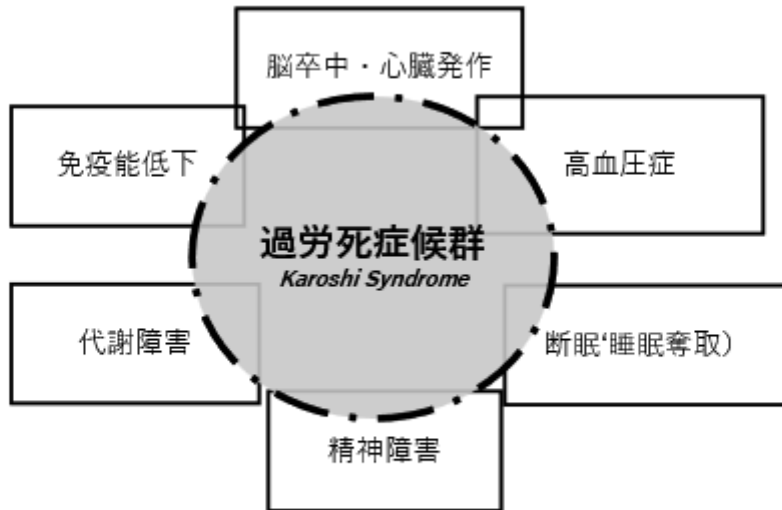 脳卒中・心臓発作
免疫能低下
高血圧症
過労死症候群
Karoshi Syndrome
代謝障害
断眠‘睡眠奪取）
精神障害